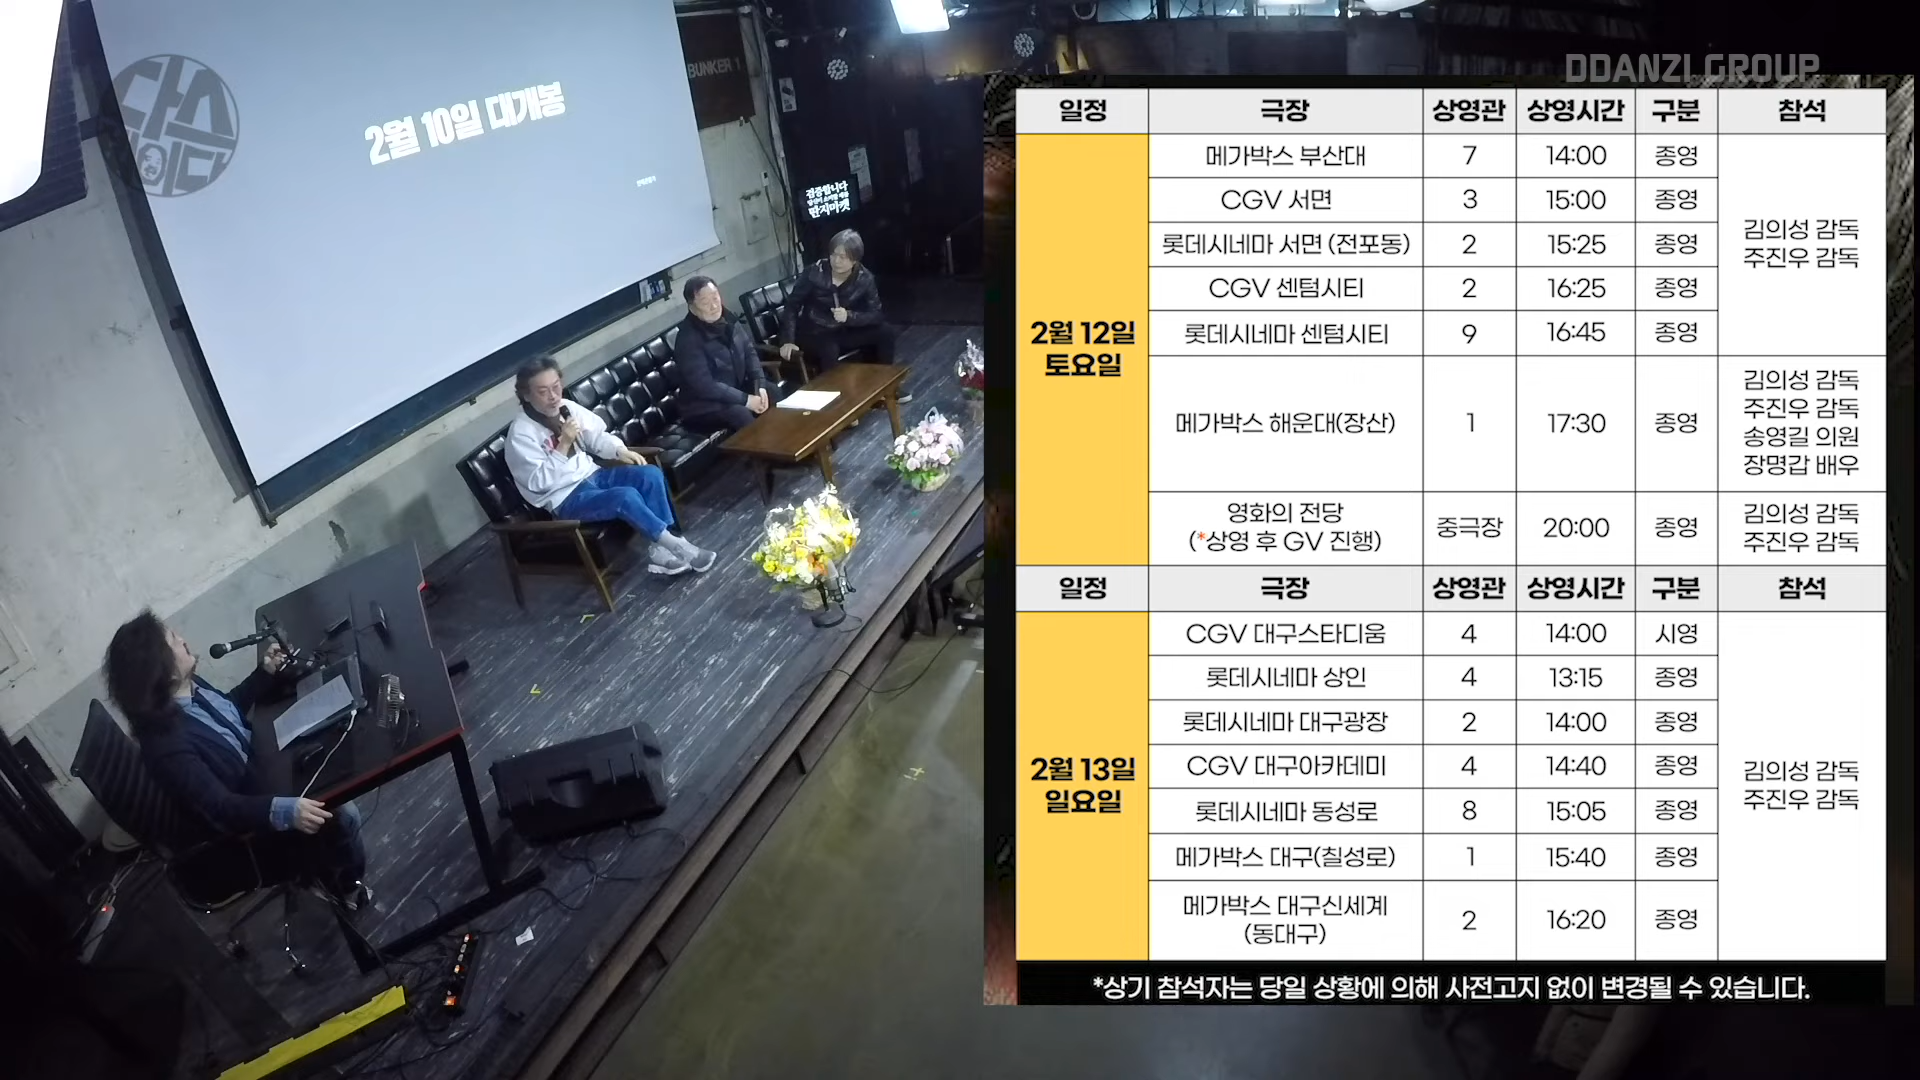 다스
이다
2월 10일 대개봉
BUNKER 1
검증합니다
딴지마켓
DDANZI GROUP
일정 극장 상영관 상영시간 구분 참석
2월 12일
토요일
메가박스 부산대 7 14:00 종영
CGV 서면 3 15:00 종영
롯데시네마 서면 (전포동) 2 15:25 종영
CGV 센텀시티 2 16:25 종영
롯데시네마 센텀시티 9 16:45 종영
김의성 감독
주진우 감독
메가박스 해운대(장산) 1 17:30 종영
김의성 감독
주진우 감독
송영길 의원
장명갑 배우
영화의 전당
(*상영 후 GV 진행)
중극장 20:00 종영
김의성 감독
주진우 감독
일정 극장 상영관 상영시간 구분 참석
2월 13일
일요일
CGV 대구스타디움 4 14:00 시영
롯데시네마 상인 4 13:15 종영
롯데시네마 대구광장 2 14:00 종영
CGV 대구아카데미 4 14:40 종영
롯데시네마 동성로 8 15:05 종영
메가박스 대구(칠성로) 1 15:40 종영
메가박스 대구신세계
(동대구)
2 16:20 종영
김의성 감독
주진우 감독
*상기 참석자는 당일 상황에 의해 사전고지 없이 변경될 수 있습니다.